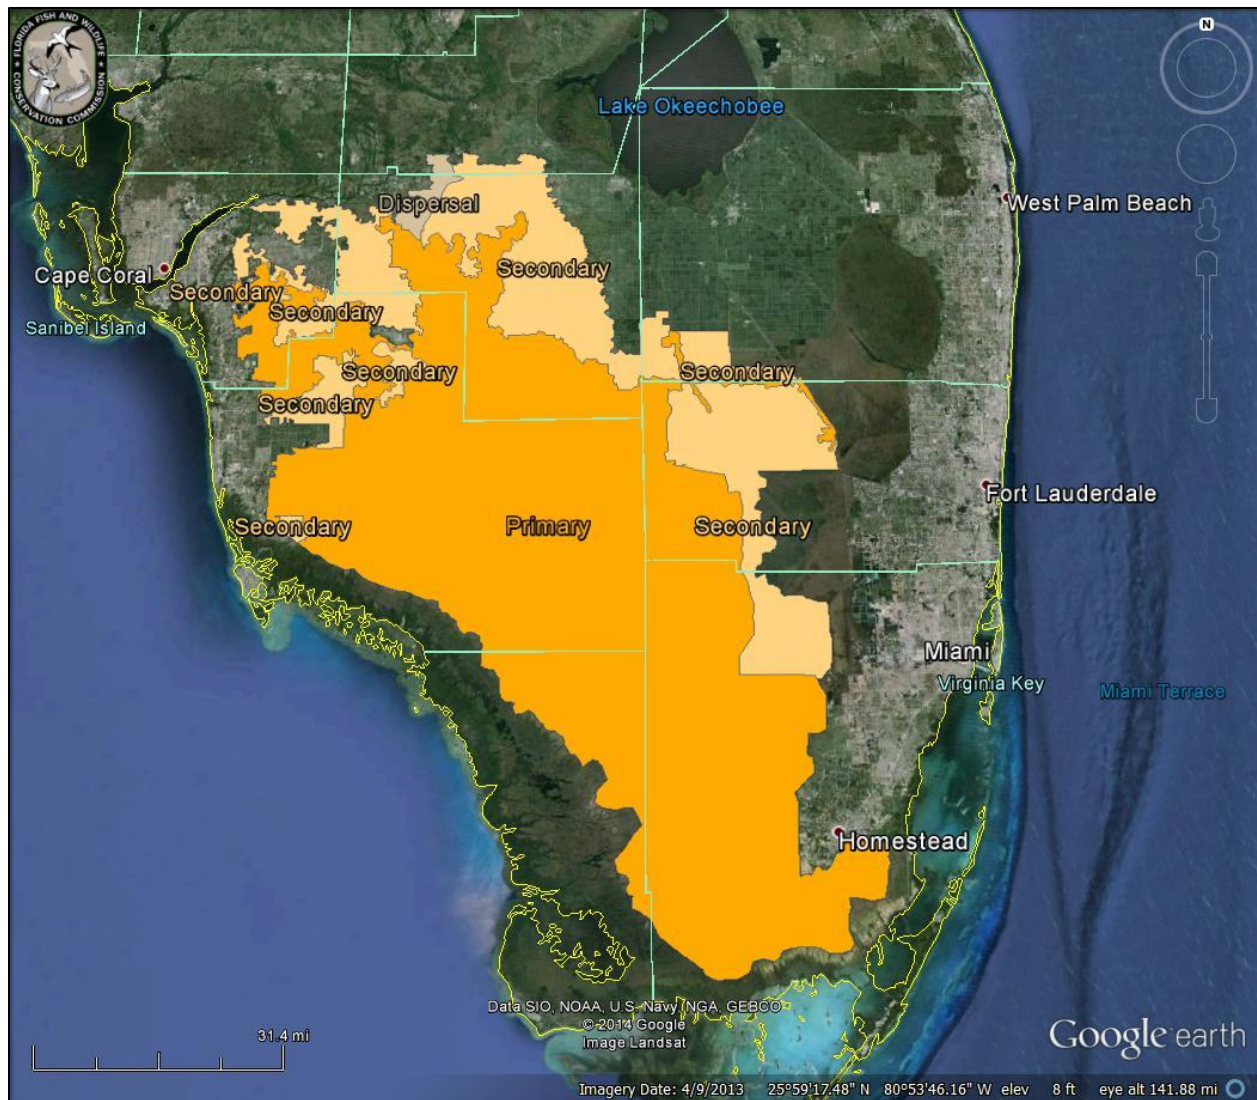 FLORIDA FISH AND WILDLIFE
CONSERVATION COMMISSION
N
Lake Okeechobee
Dispersal
West Palm Beach
Cape Coral
Secondary
Secondary
Secondary
Sanibel Island
Secondary
Secondary
Secondary
Fort Lauderdale
Secondary
Primary
Secondary
Miami
Virginia Key
Miami Terrace
Homestead
Data SIO, NOAA, U.S. Navy, NGA, GEBCO
© 2014 Google
Image Landsat
31.4 mi
Google earth
Imagery Date: 4/9/2013 25°59'17.48" N 80°53'46.16" W elev 8 ft eye alt 141.88 mi